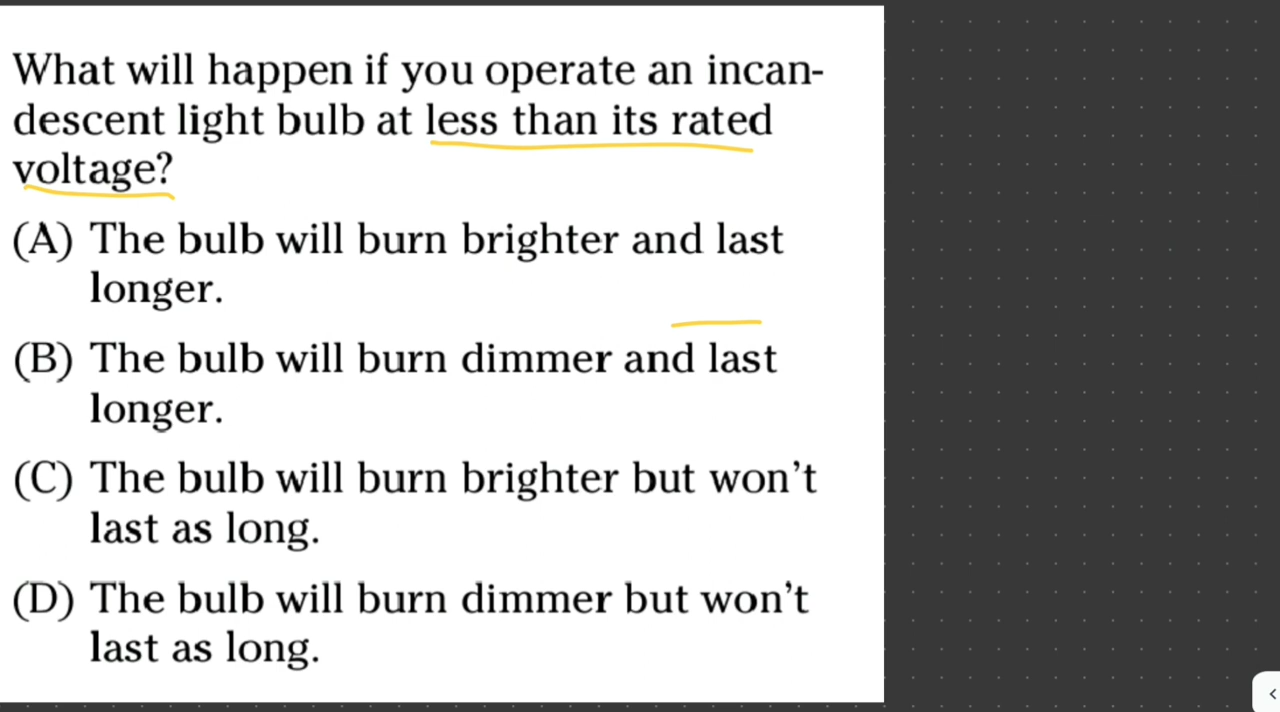 What will happen if you operate an incan-
descent light bulb at less than its rated
voltage?
(A) The bulb will burn brighter and last
longer.
(B) The bulb will burn dimmer and last
longer.
(C) The bulb will burn brighter but won't
last as long.
(D) The bulb will burn dimmer but won't
last as long.